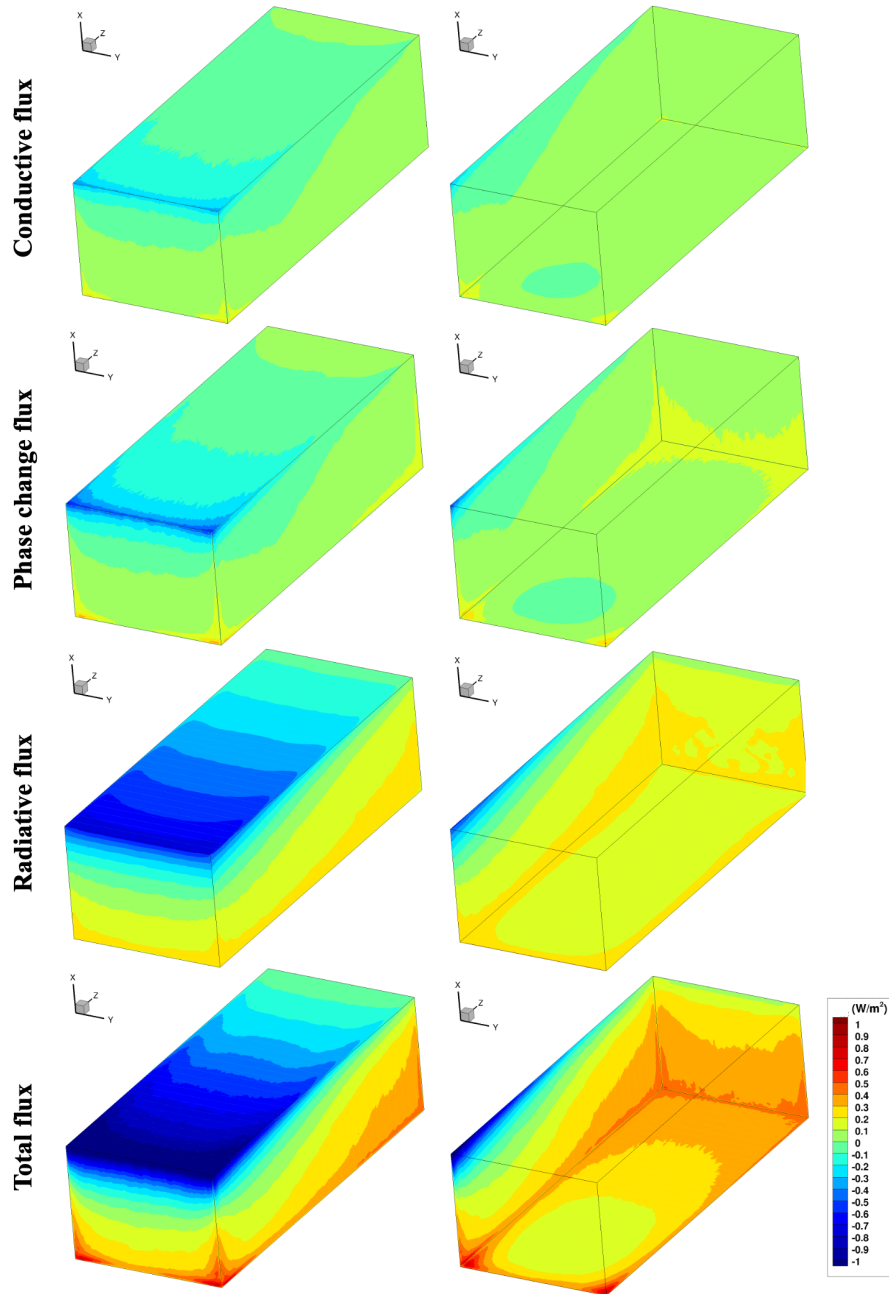 X
Z
Y
X
Z
Y
Conductive flux
X
Z
Y
X
Z
Y
Phase change flux
X
Z
Y
X
Z
Y
Radiative flux
X
Z
Y
X
Z
Y
Total flux
(W/m²)
1
0.9
0.8
0.7
0.6
0.5
0.4
0.3
0.2
0.1
0
-0.1
-0.2
-0.3
-0.4
-0.5
-0.6
-0.7
-0.8
-0.9
-1